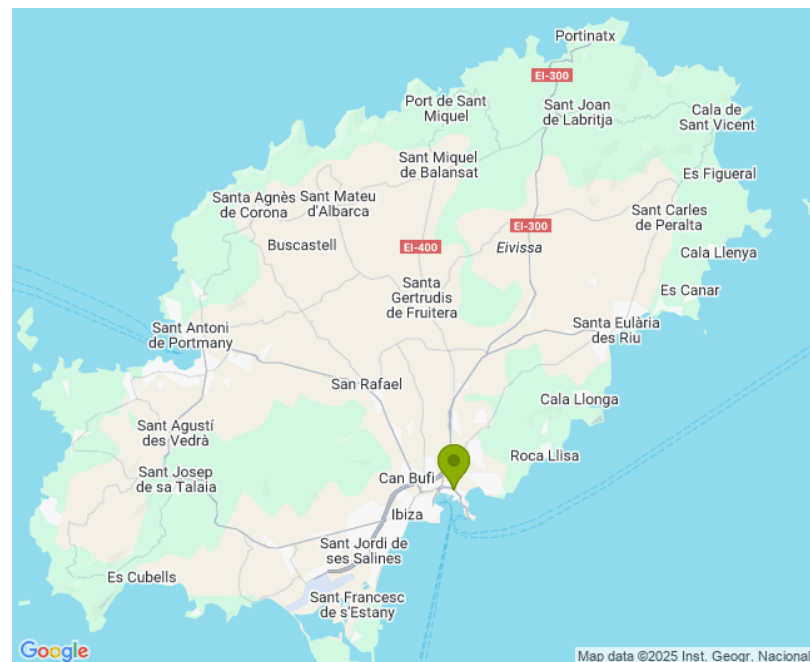 Portinatx
EI-300
Port de Sant
Miquel
Sant Joan
de Labritja
Cala de
Sant Vicent
Sant Miquel
de Balansat
Es Figueral
Santa Agnès
de Corona
Sant Mateu
d'Albarca
Sant Carles
de Peralta
EI-300
Buscastell
EI-400
Eivissa
Cala Llenya
Santa
Gertrudis
de Fruitera
Es Canar
Sant Antoni
de Portmany
Santa Eulària
des Riu
San Rafael
Cala Llonga
Sant Agustí
des Vedrà
Roca Llisa
Sant Josep
de sa Talaia
Can Bufí
Ibiza
Sant Jordi de
ses Salines
Es Cubells
Sant Francesc
de s'Estany
Google
Map data ©2025 Inst. Geogr. Nacional